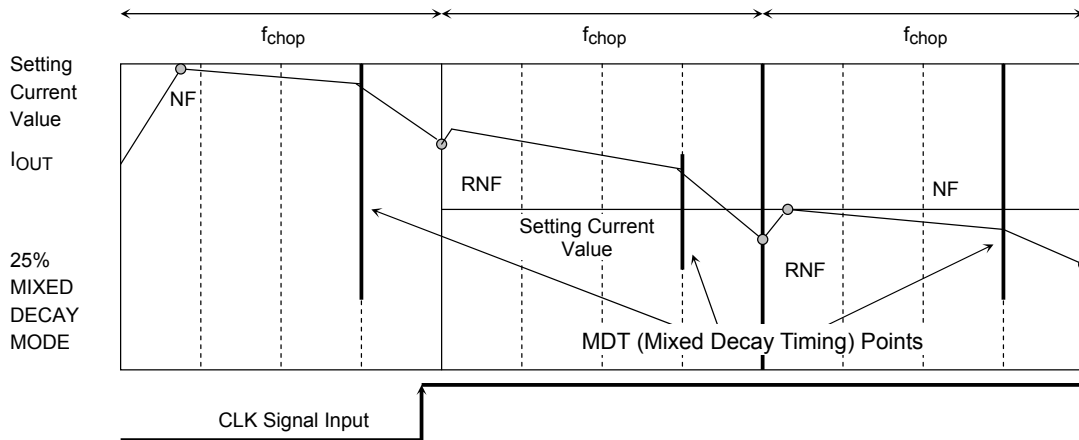 fchop
fchop
fchop
Setting
Current
Value
IOUT
25%
MIXED
DECAY
MODE
NF
RNF
Setting Current
Value
NF
RNF
MDT (Mixed Decay Timing) Points
CLK Signal Input